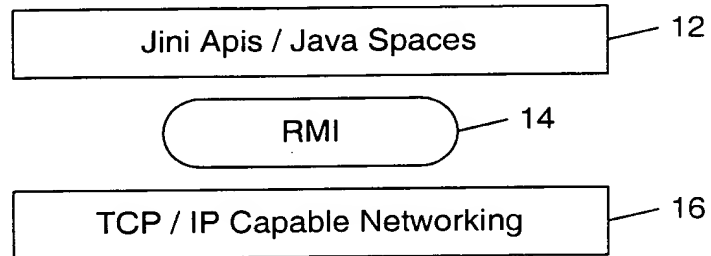 Jini Apis / Java Spaces 12
RMI 14
TCP / IP Capable Networking 16